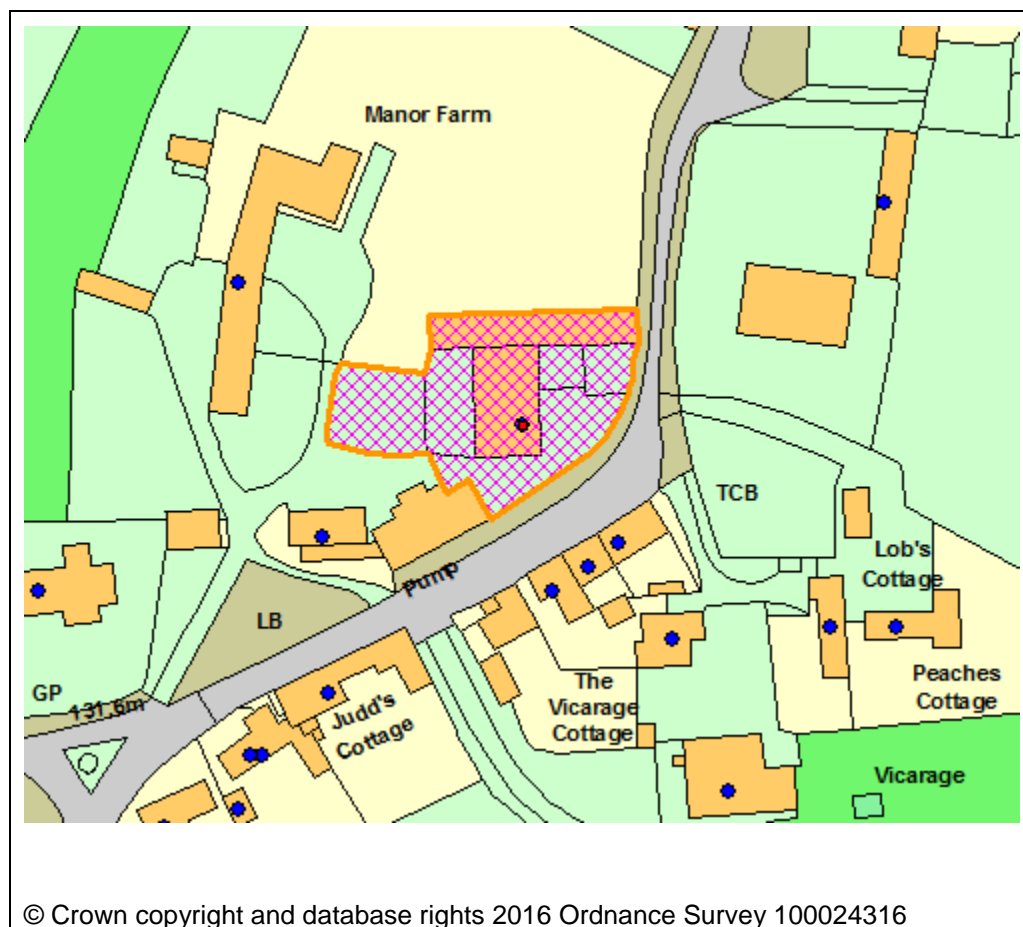 Manor Farm
TCB
Lob's
Cottage
Pump
LB
GP
131.6m
Judd's
Cottage
The
Vicarage
Cottage
Peaches
Cottage
Vicarage
© Crown copyright and database rights 2016 Ordnance Survey 100024316